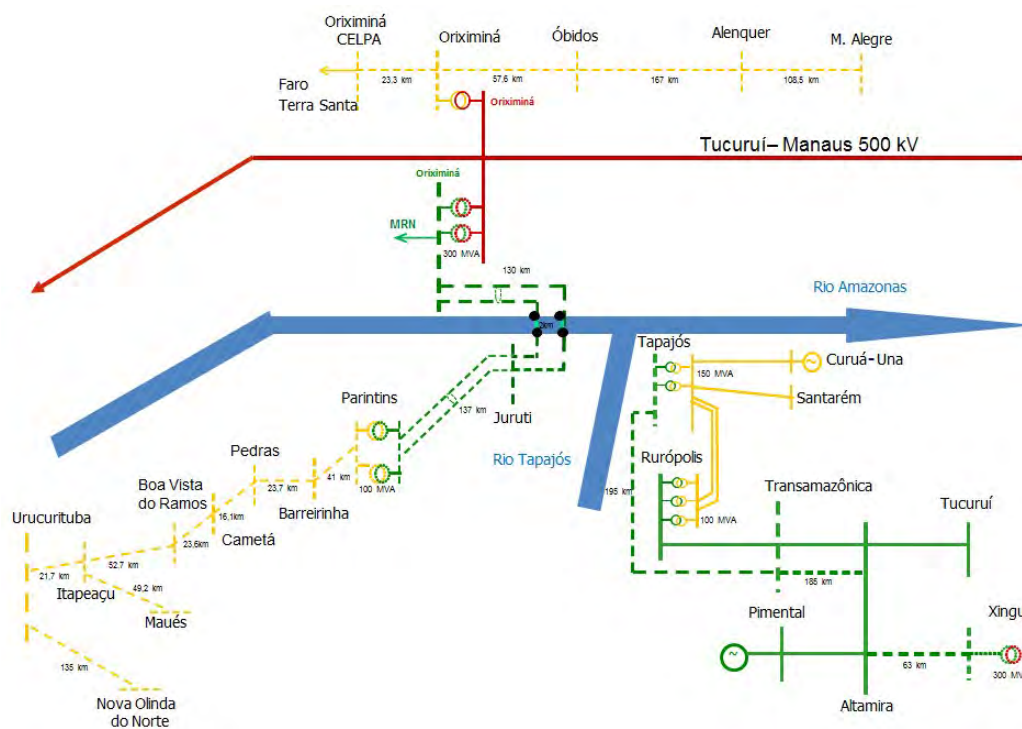 Oriximiná
CELPA
Oriximiná
Óbidos
Alenquer
M. Alegre
23,3 km
57,6 km
167 km
108,5 km
Faro
Terra Santa
Oriximiná
Tucuruí– Manaus 500 kV
Oriximiná
MRN
300 MVA
130 km
Rio Amazonas
2km
Tapajós
150 MVA
Curuá-Una
Santarém
Parintins
137 km
Juruti
Rio Tapajós
Pedras
41 km
100 MVA
Rurópolis
195 km
Transamazônica
Boa Vista
do Ramos
23,7 km
Barreirinha
100 MVA
Tucuruí
Urucurituba
16,1km
Cametá
23,6km
52,7 km
21,7 km
Itapeaçu
49,2 km
Maués
185 km
Pimental
Xingu
~
~
135 km
63 km
300 MV
Nova Olinda
do Norte
Altamira